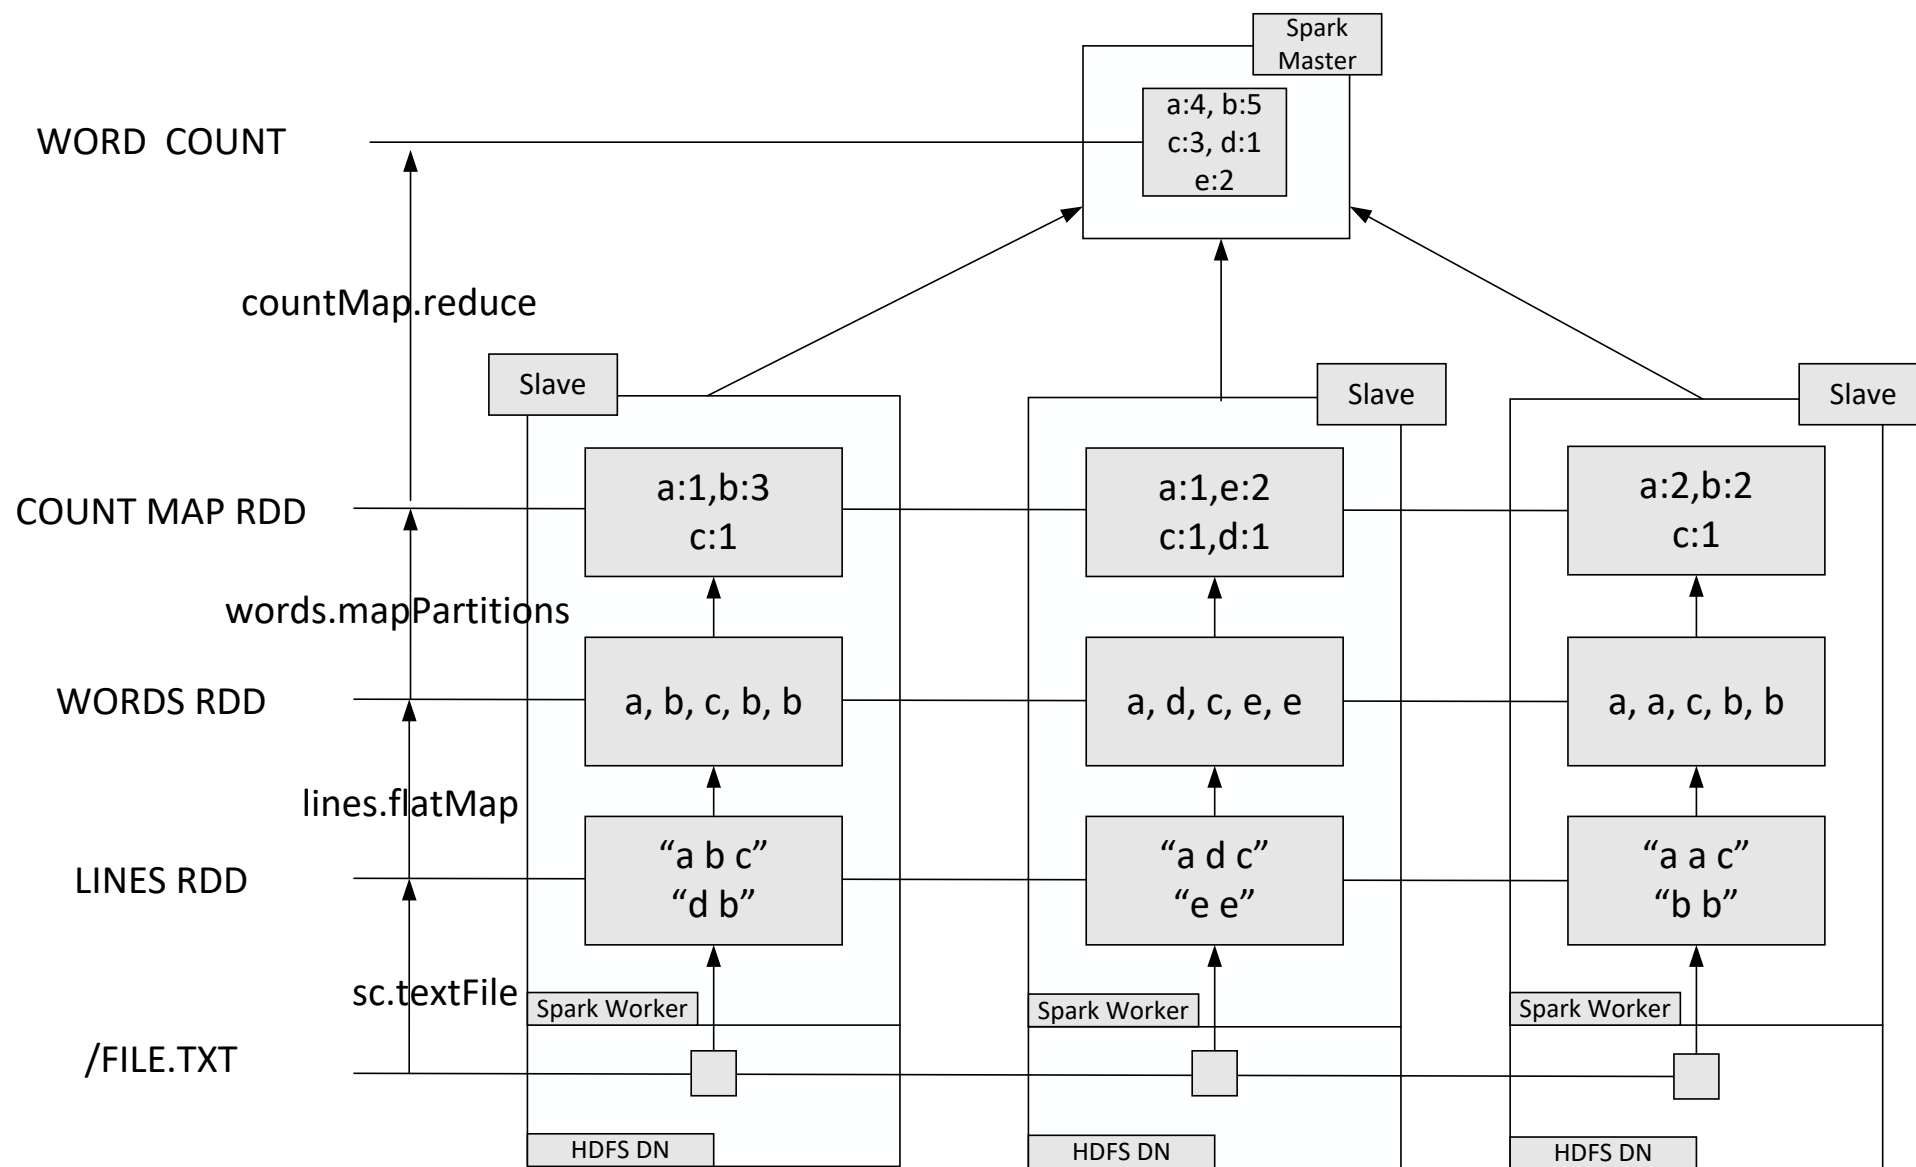 Spark
Master
WORD COUNT
a:4, b:5
c:3, d:1
e:2
countMap.reduce
Slave
Slave
Slave
COUNT MAP RDD
a:1,b:3
c:1
a:1,e:2
c:1,d:1
a:2,b:2
c:1
words.mapPartitions
WORDS RDD
a, b, c, b, b
a, d, c, e, e
a, a, c, b, b
lines.flatMap
LINES RDD
“a b c”
“d b”
“a d c”
“e e”
“a a c”
“b b”
sc.textFile
Spark Worker
Spark Worker
Spark Worker
/FILE.TXT
HDFS DN
HDFS DN
HDFS DN